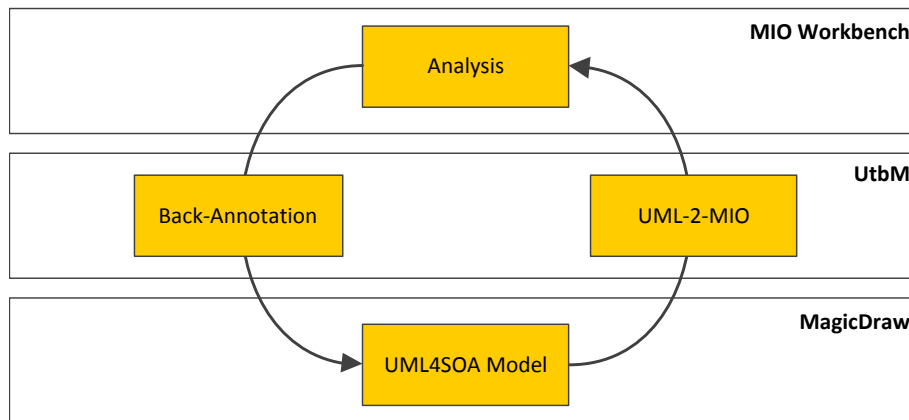 MIO Workbench
Analysis
UtbM
Back-Annotation
UML-2-MIO
MagicDraw
UML4SOA Model